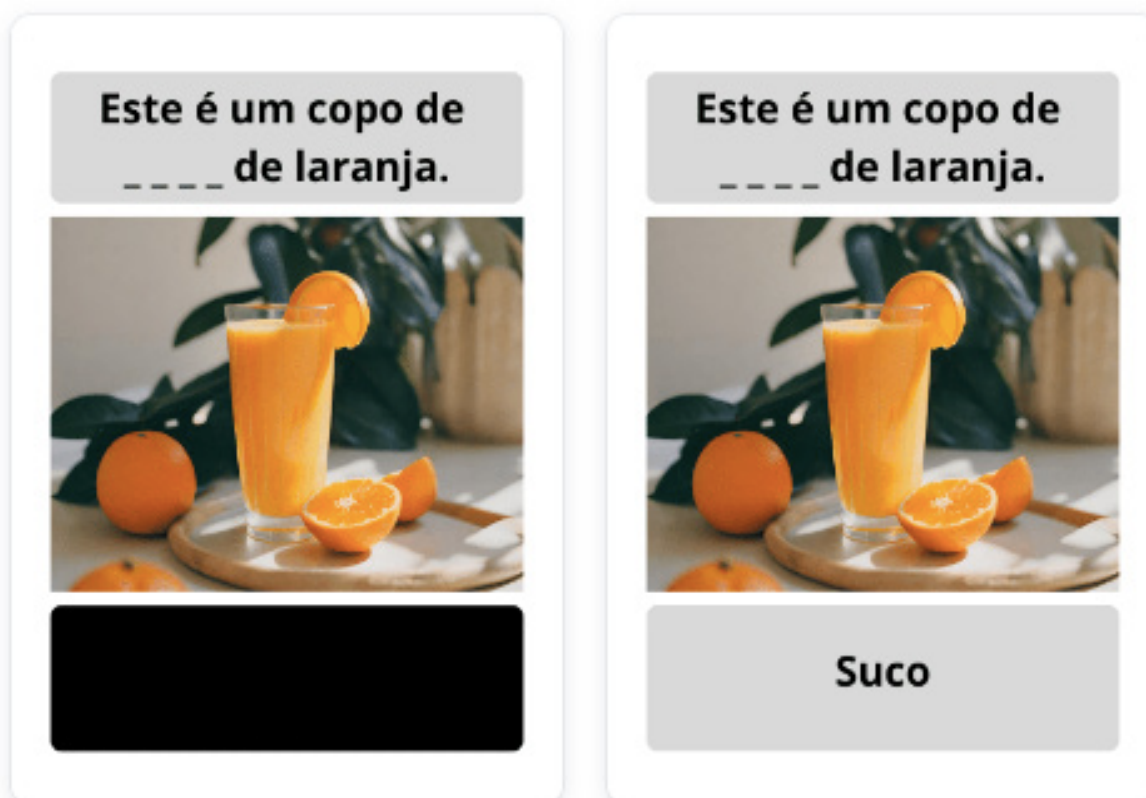 Este é um copo de
_ _ _ _ de laranja.
Este é um copo de
_ _ _ _ de laranja.
Suco